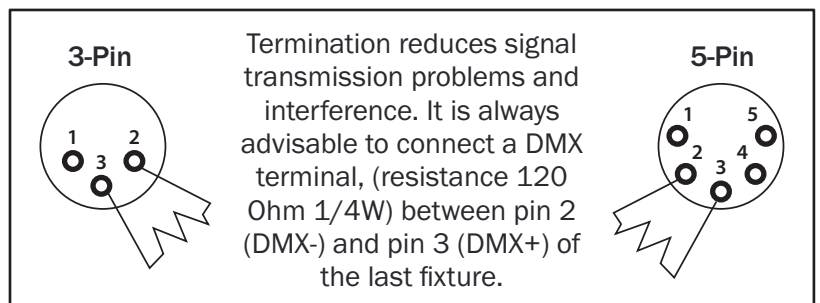 3-Pin
1 2
3
Termination reduces signal
transmission problems and
interference. It is always
advisable to connect a DMX
terminal, (resistance 120
Ohm 1/4W) between pin 2
(DMX-) and pin 3 (DMX+) of
the last fixture.
5-Pin
1 5
2 4
3